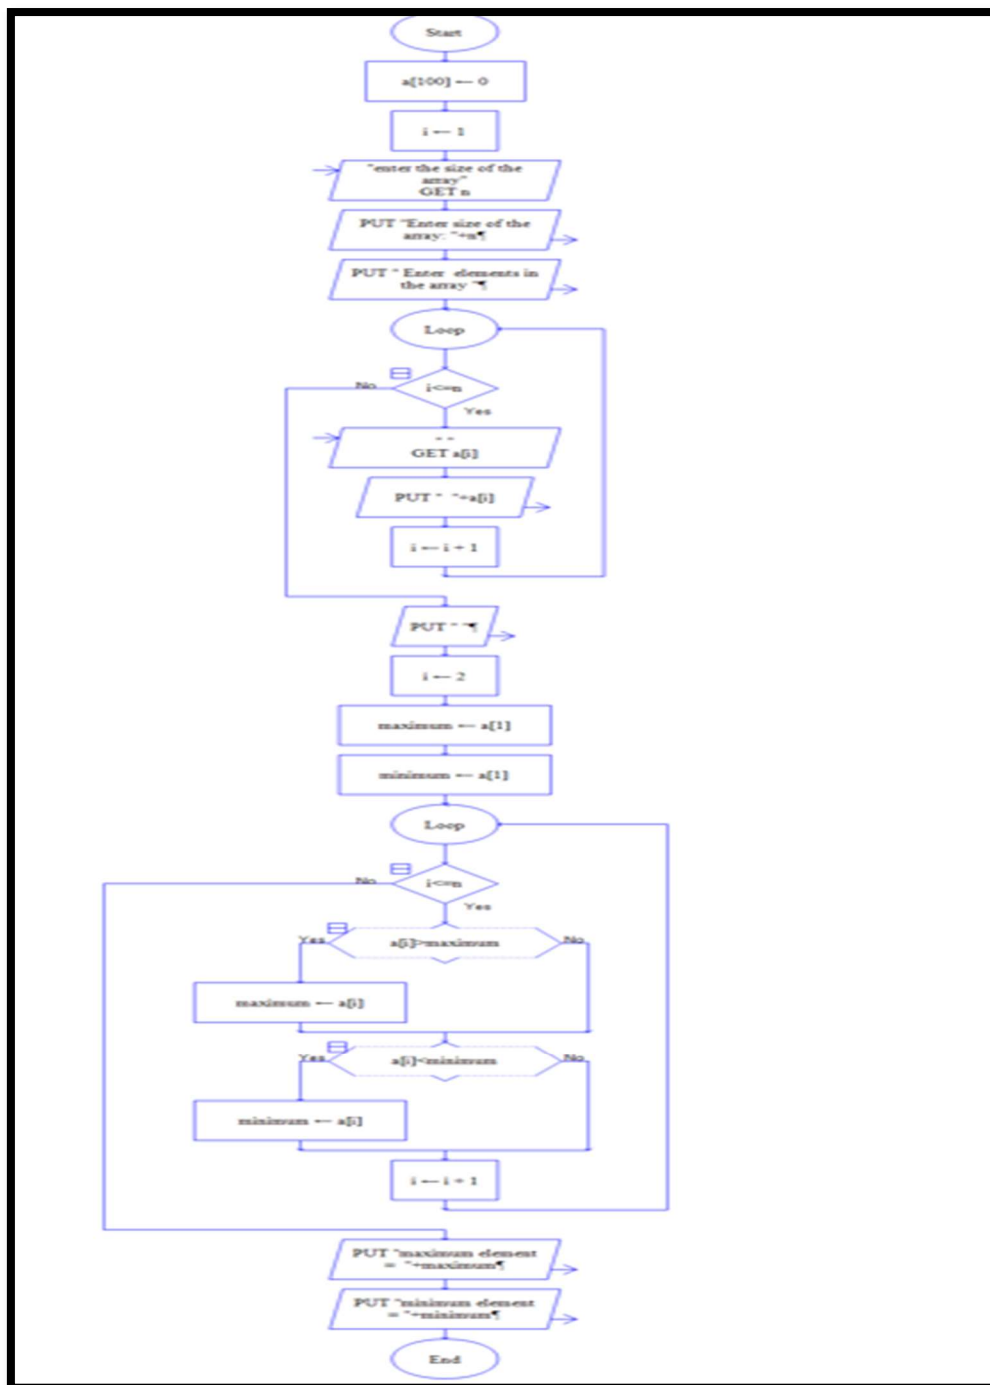 Start
a[100] ← 0
i ← 1
"enter the size of the
array"
GET n
PUT "Enter size of the
array: "+n¶
PUT " Enter  elements in
the array "¶
Loop
No
i<=n
Yes
" "
GET a[i]
PUT "  "+a[i]
i ← i + 1
PUT " "¶
i ← 2
maximum ← a[1]
minimum ← a[1]
Loop
No
i<=n
Yes
Yes
a[i]>maximum
No
maximum ← a[i]
Yes
a[i]<minimum
No
minimum ← a[i]
i ← i + 1
PUT "maximum element
=  "+maximum¶
PUT "minimum element
= "+minimum¶
End